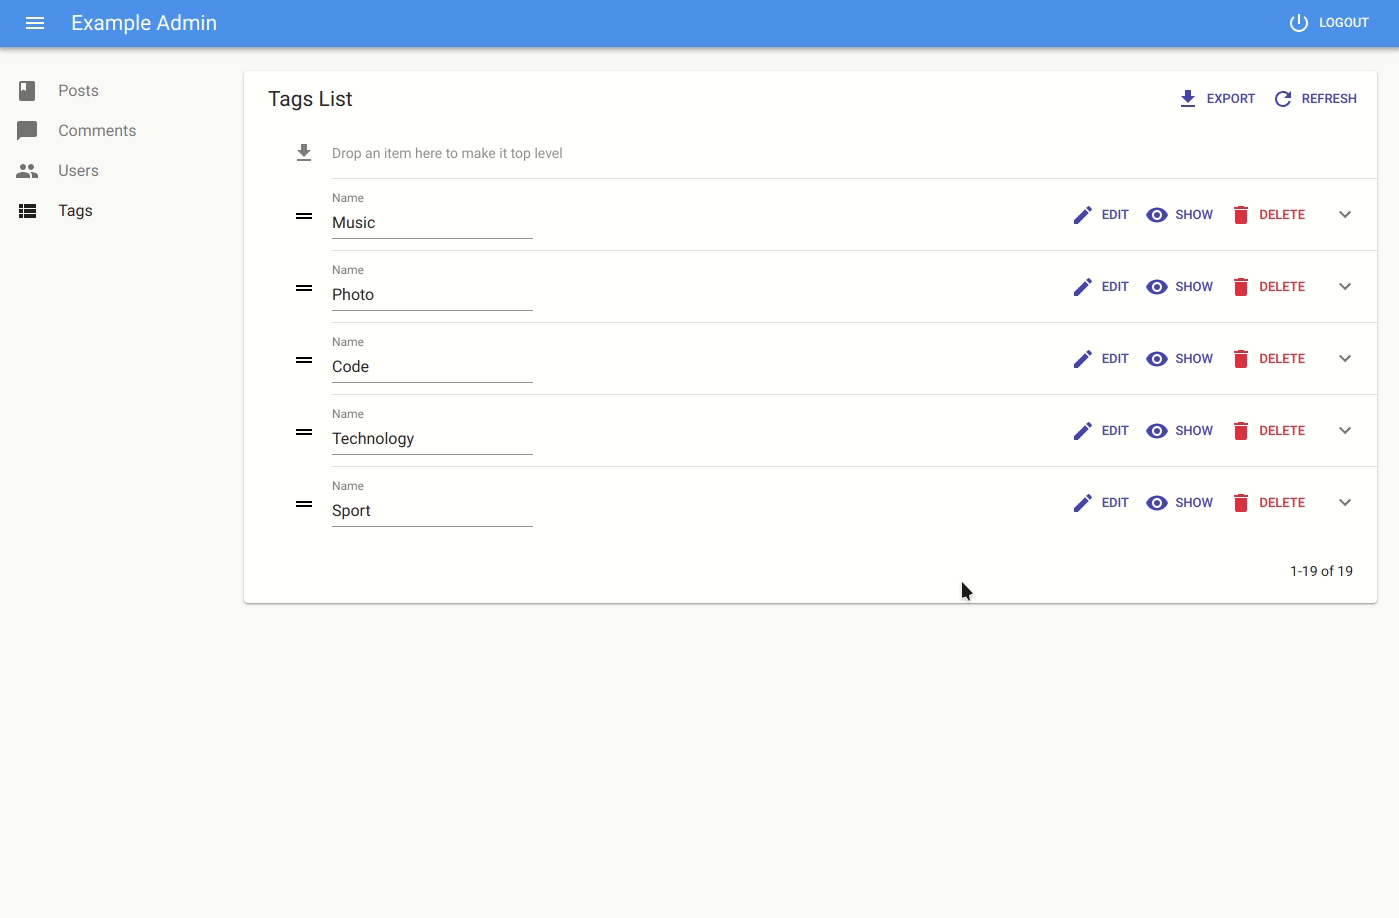 Example Admin
LOGOUT
Posts
Comments
Users
Tags
Tags List
EXPORT
REFRESH
Drop an item here to make it top level
Name
Music
EDIT SHOW DELETE
Name
Photo
EDIT SHOW DELETE
Name
Code
EDIT SHOW DELETE
Name
Technology
EDIT SHOW DELETE
Name
Sport
EDIT SHOW DELETE
1-19 of 19